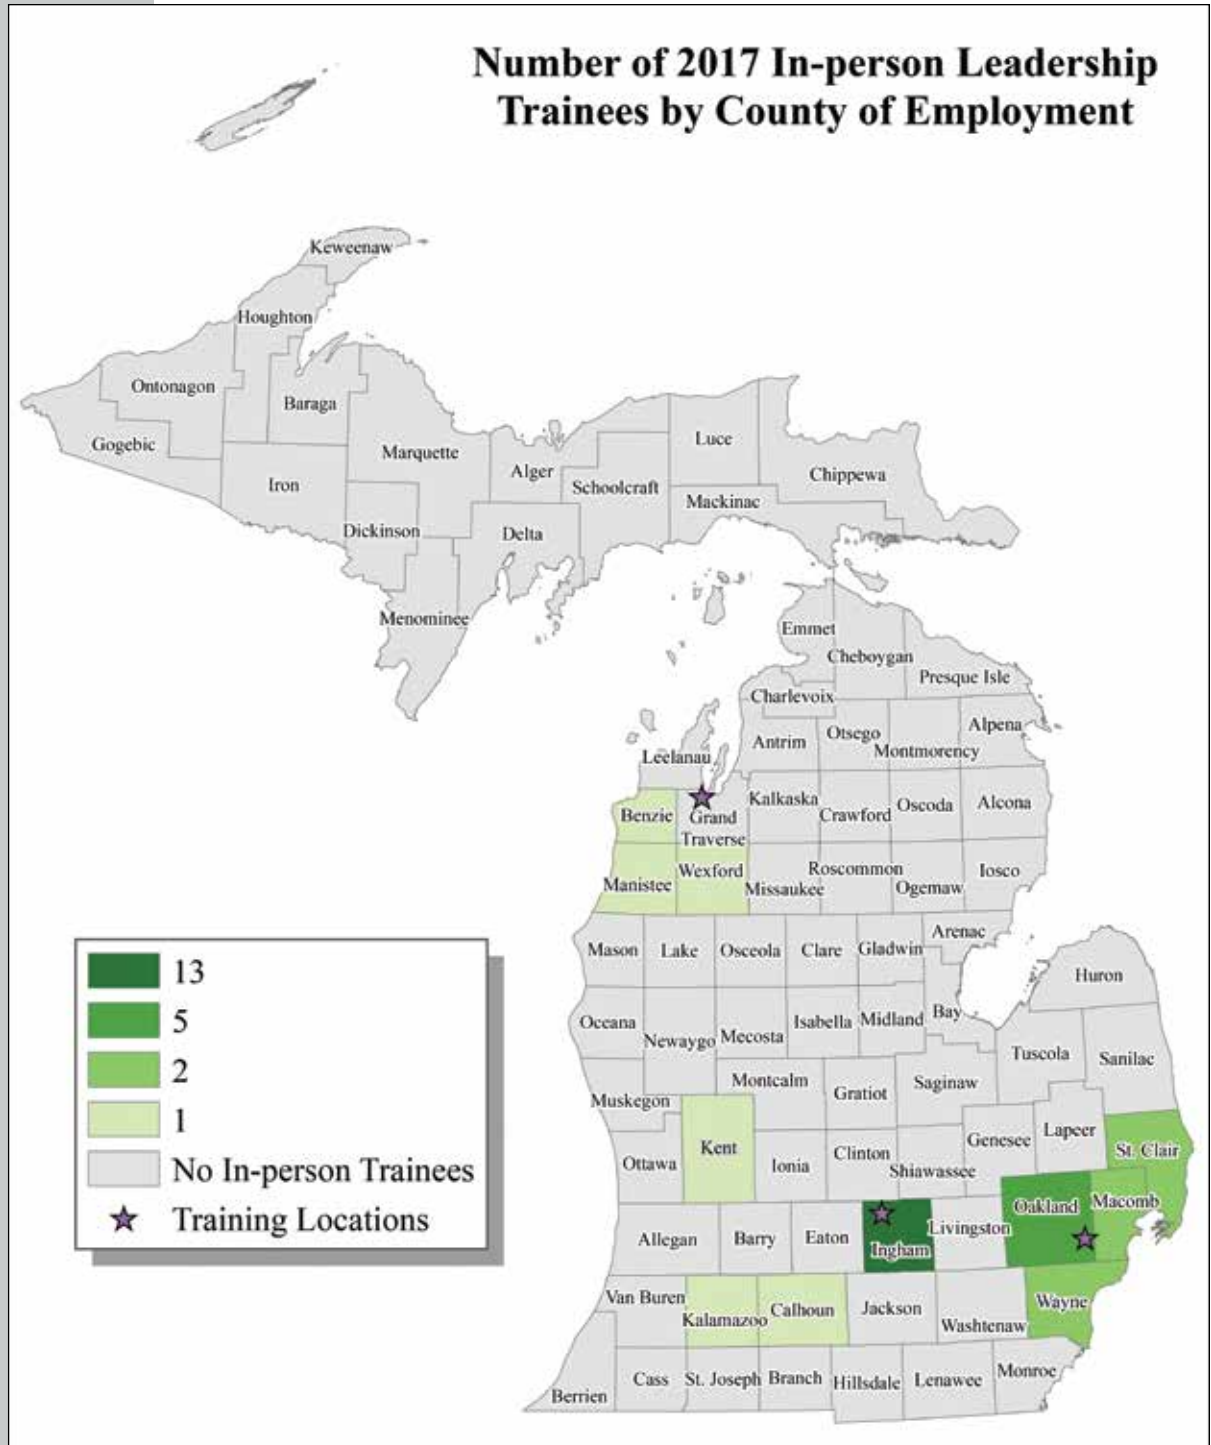 Number of 2017 In-person Leadership
Trainees by County of Employment
Keweenaw
Houghton
Ontonagon
Baraga
Gogebic
Marquette
Iron
Alger
Luce
Schoolcraft
Chippewa
Mackinac
Dickinson
Delta
Menominee
Emmet
Cheboygan
Presque Isle
Charlevoix
Antrim
Otsego
Montmorency
Alpena
Leelanau
Benzie
Grand
Traverse
Kalkaska
Crawford
Oscoda
Alcona
Manistee
Wexford
Missaukee
Roscommon
Ogemaw
Iosco
Mason
Lake
Osceola
Clare
Gladwin
Arenac
Huron
Oceana
Newaygo
Mecosta
Isabella
Midland
Bay
Tuscola
Sanilac
Muskegon
Montcalm
Gratiot
Saginaw
Ottawa
Kent
Ionia
Clinton
Shiawassee
Genesee
Lapeer
St. Clair
Allegan
Barry
Eaton
Ingham
Livingston
Oakland
Macomb
Van Buren
Kalamazoo
Calhoun
Jackson
Washtenaw
Wayne
Berrien
Cass
St. Joseph
Branch
Hillsdale
Lenawee
Monroe
13
5
2
1
No In-person Trainees
Training Locations